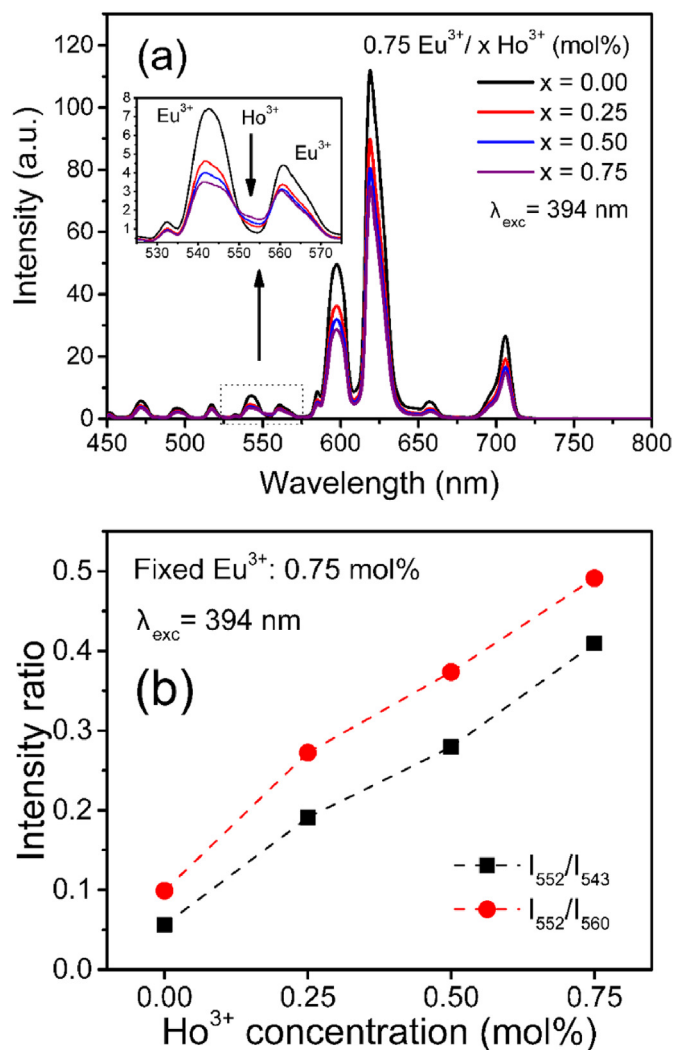 (a)
0.75 Eu³⁺/ x Ho³⁺ (mol%)
x = 0.00
x = 0.25
x = 0.50
x = 0.75
λexc= 394 nm
Eu³⁺
Ho³⁺
Eu³⁺
8
7
6
5
4
3
2
1
530 540 550 560 570
Intensity (a.u.)
120
100
80
60
40
20
0
450 500 550 600 650 700 750 800
Wavelength (nm)
Fixed Eu³⁺: 0.75 mol%
λexc= 394 nm
(b)
Intensity ratio
0.5
0.4
0.3
0.2
0.1
0.0
I₅₅₂/I₅₄₃
I₅₅₂/I₅₆₀
0.00 0.25 0.50 0.75
Ho³⁺ concentration (mol%)